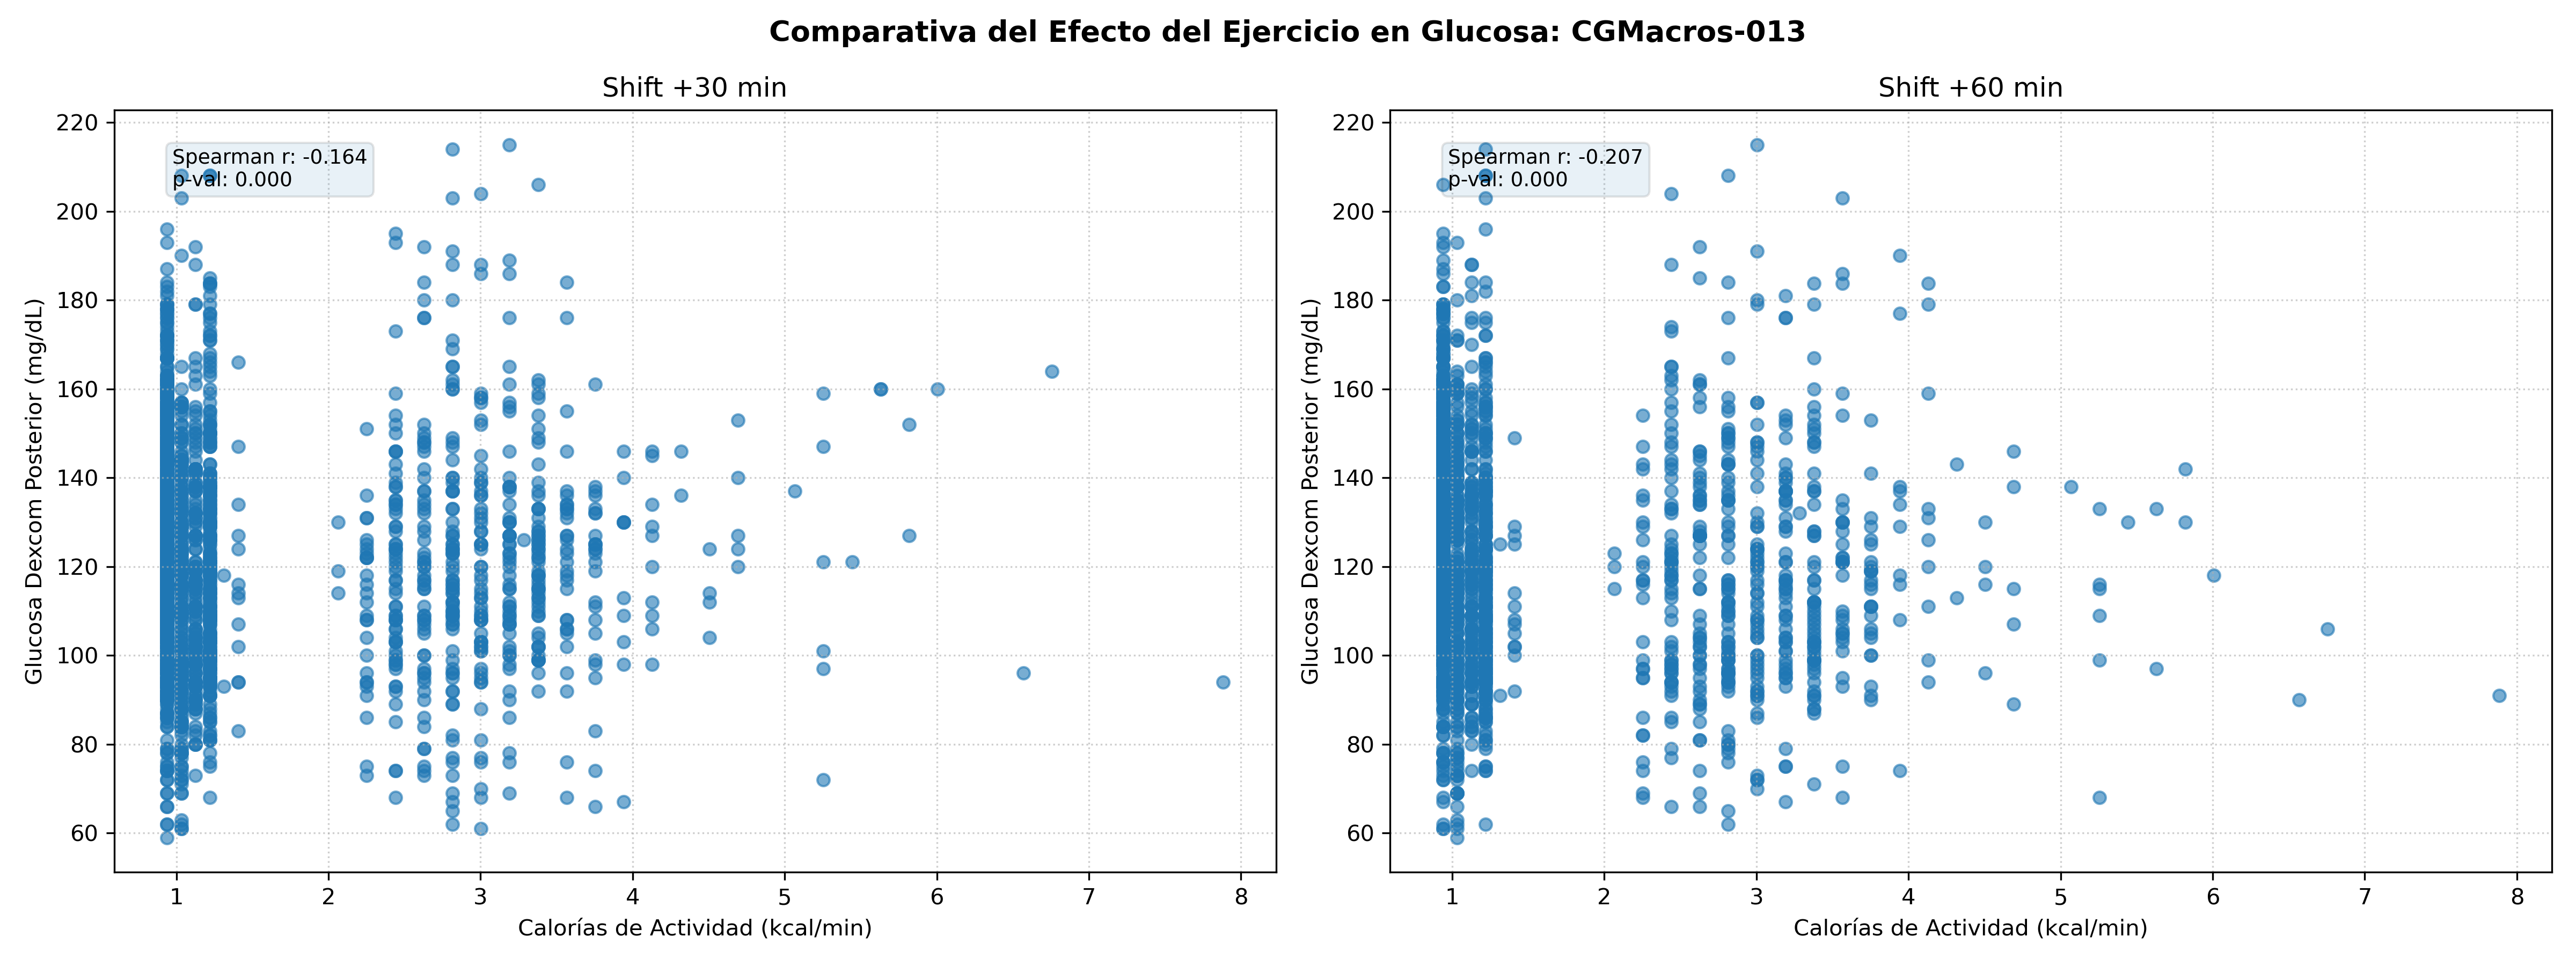 Comparativa del Efecto del Ejercicio en Glucosa: CGMacros-013
Shift +30 min
Spearman r: -0.164
p-val: 0.000
220
200
180
160
140
120
100
80
60
Glucosa Dexcom Posterior (mg/dL)
1 2 3 4 5 6 7 8
Calorías de Actividad (kcal/min)
Shift +60 min
Spearman r: -0.207
p-val: 0.000
220
200
180
160
140
120
100
80
60
Glucosa Dexcom Posterior (mg/dL)
1 2 3 4 5 6 7 8
Calorías de Actividad (kcal/min)